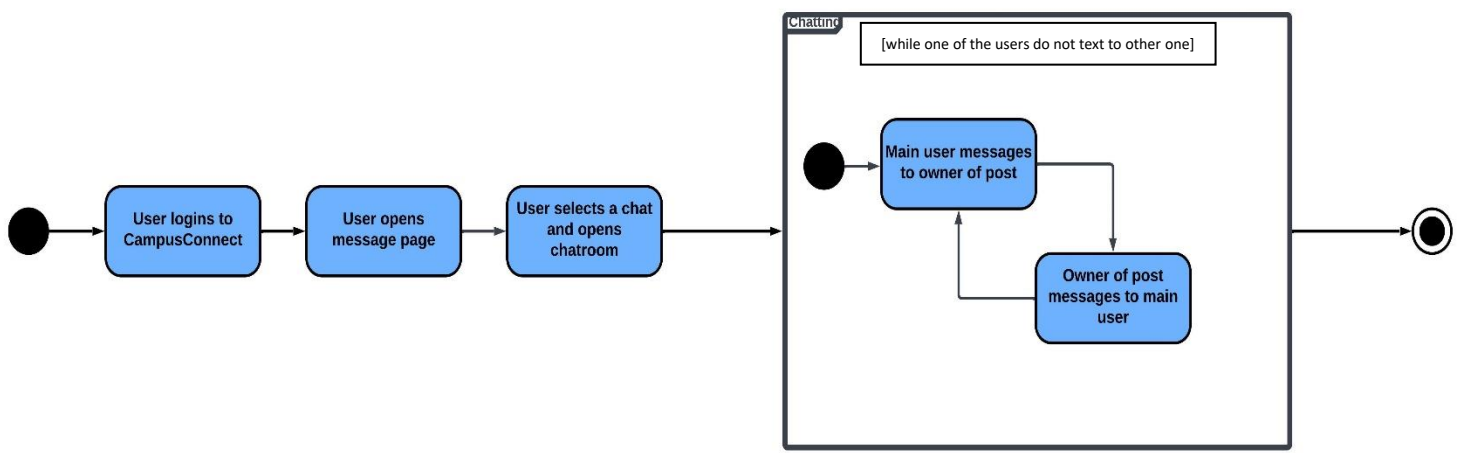 User logins to
CampusConnect
User opens
message page
User selects a chat
and opens
chatroom
Chatting
[while one of the users do not text to other one]
Main user messages
to owner of post
Owner of post
messages to main
user